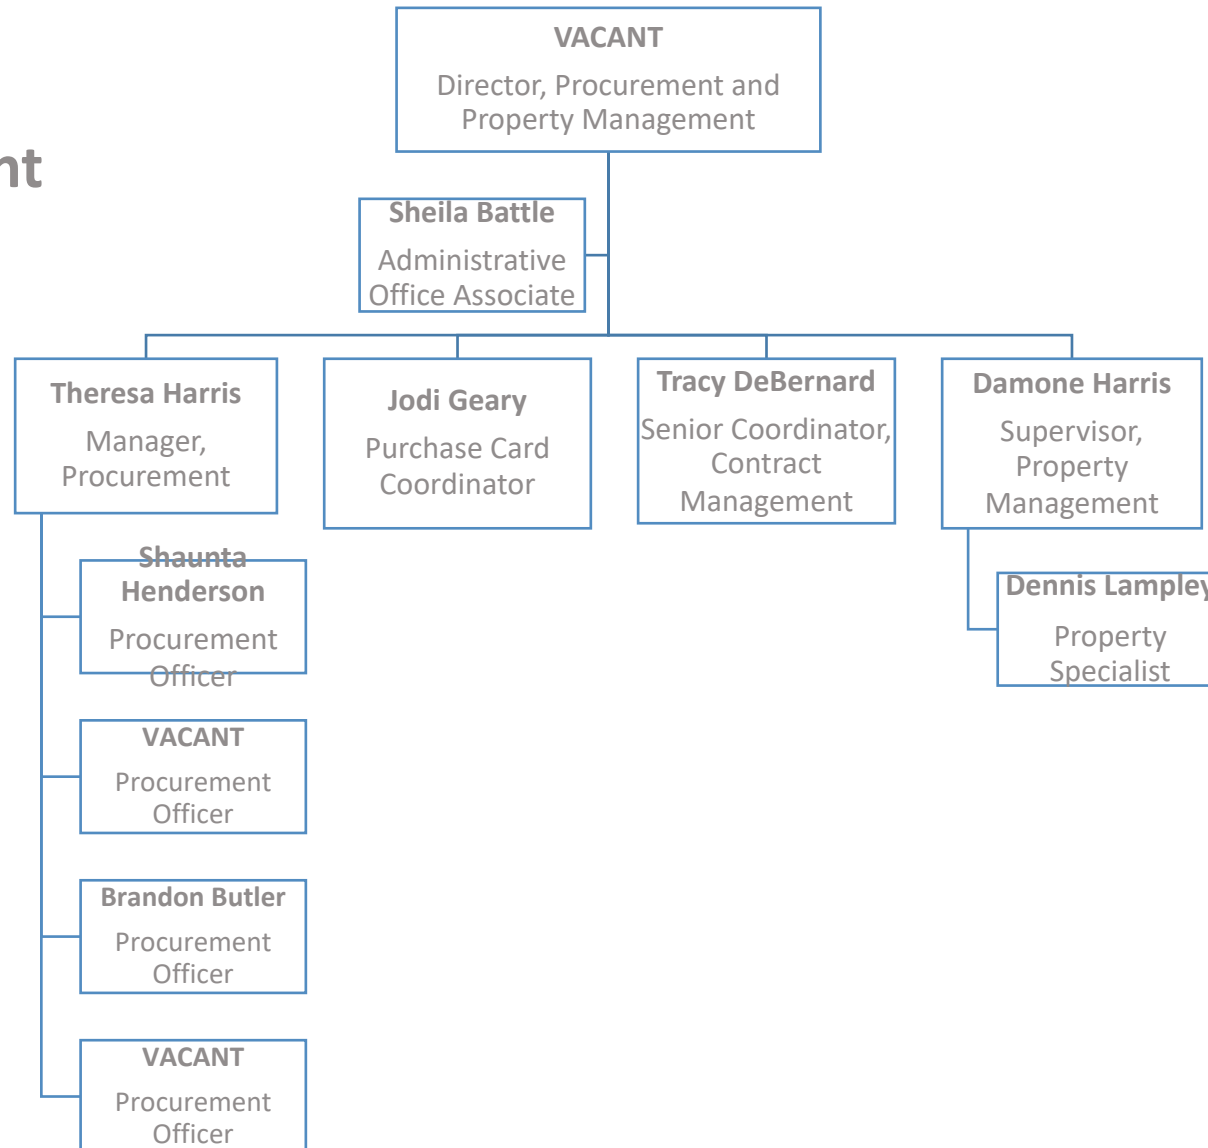 VACANT
Director, Procurement and
Property Management
nt
Sheila Battle
Administrative
Office Associate
Theresa Harris
Manager,
Procurement
Jodi Geary
Purchase Card
Coordinator
Tracy DeBernard
Senior Coordinator,
Contract
Management
Damone Harris
Supervisor,
Property
Management
Shaunta
Henderson
Procurement
Officer
Dennis Lampley
Property
Specialist
VACANT
Procurement
Officer
Brandon Butler
Procurement
Officer
VACANT
Procurement
Officer